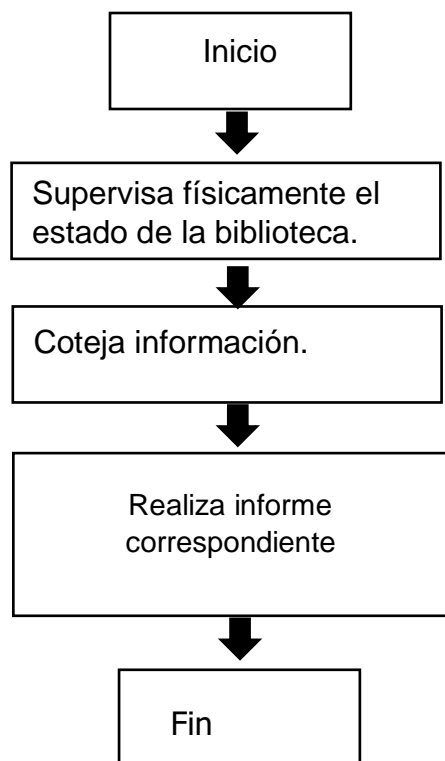 Inicio
Supervisa físicamente el
estado de la biblioteca.
Coteja información.
Realiza informe
correspondiente
Fin